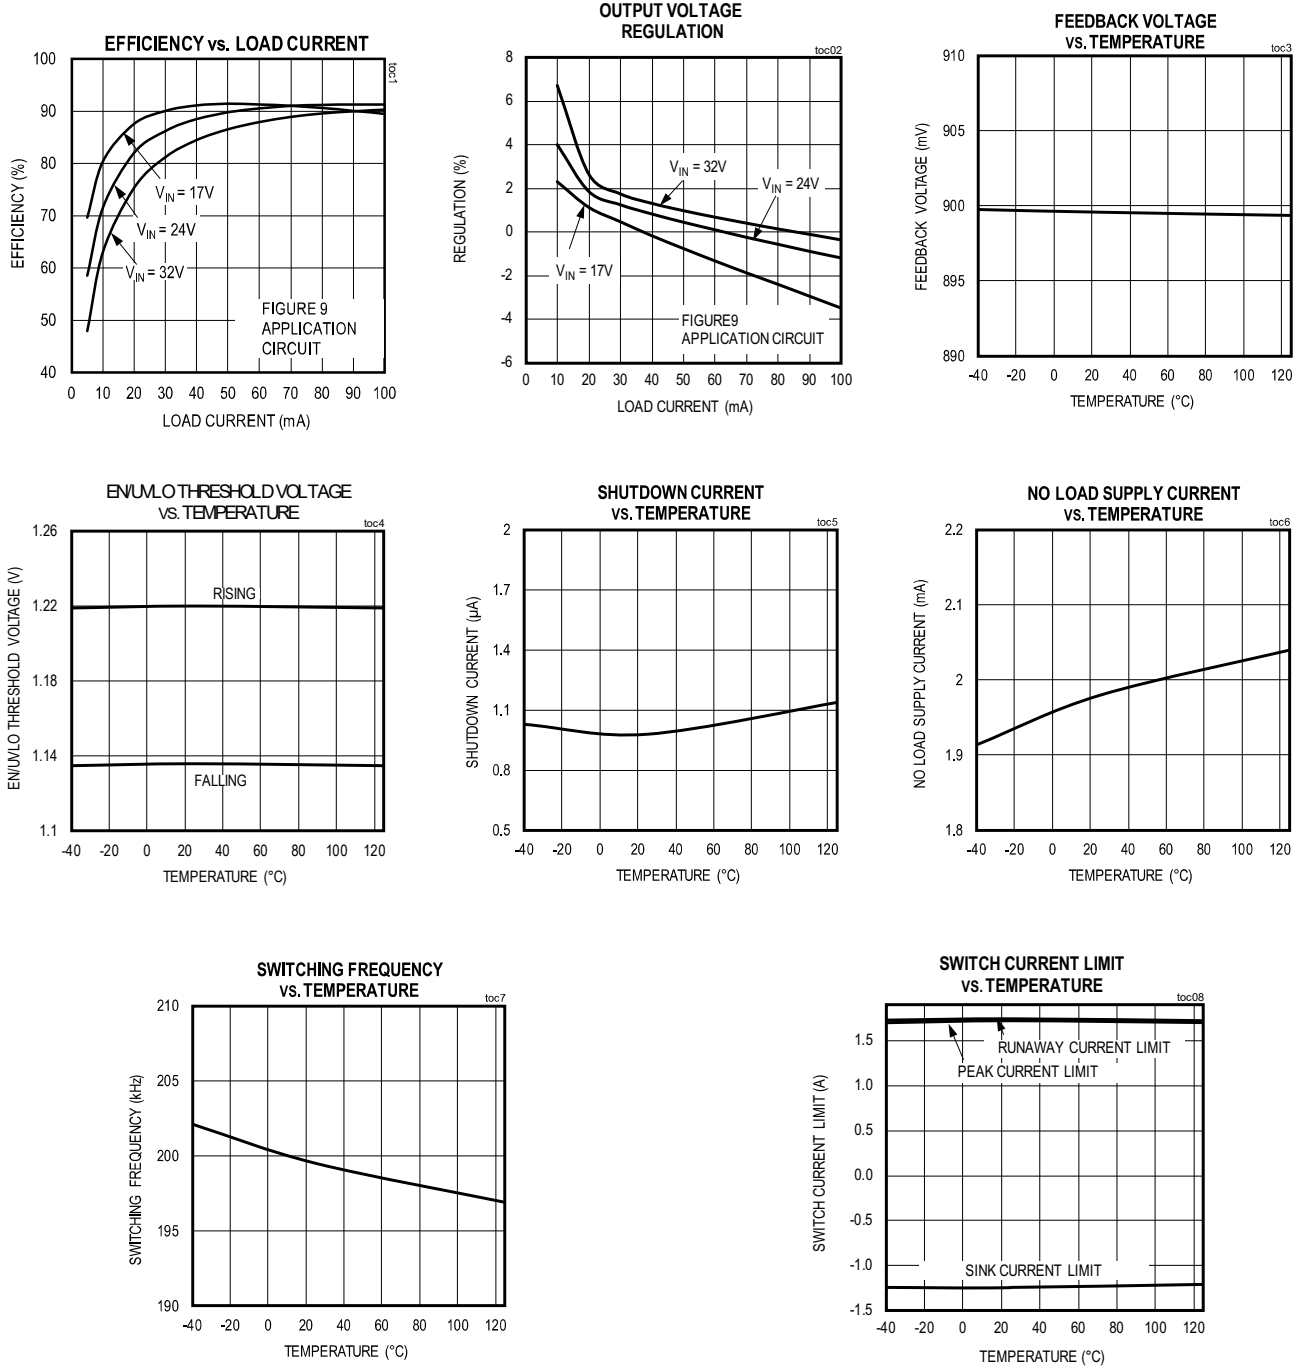 EFFICIENCY vs. LOAD CURRENT
toc1
100
90
80
70
60
50
40
EFFICIENCY (%)
V_IN = 17V
V_IN = 24V
V_IN = 32V
FIGURE 9
APPLICATION
CIRCUIT
0 10 20 30 40 50 60 70 80 90 100
LOAD CURRENT (mA)
OUTPUT VOLTAGE
REGULATION
toc02
8
6
4
2
0
-2
-4
-6
REGULATION (%)
V_IN = 32V
V_IN = 24V
V_IN = 17V
FIGURE9
APPLICATION CIRCUIT
0 10 20 30 40 50 60 70 80 90 100
LOAD CURRENT (mA)
FEEDBACK VOLTAGE
vs. TEMPERATURE
toc3
910
905
900
895
890
FEEDBACK VOLTAGE (mV)
-40 -20 0 20 40 60 80 100 120
TEMPERATURE (°C)
EN/UVLO THRESHOLD VOLTAGE
vs. TEMPERATURE
toc4
1.26
1.22
1.18
1.14
1.1
EN/UVLO THRESHOLD VOLTAGE (V)
RISING
FALLING
-40 -20 0 20 40 60 80 100 120
TEMPERATURE (°C)
SHUTDOWN CURRENT
vs. TEMPERATURE
toc5
2
1.7
1.4
1.1
0.8
0.5
SHUTDOWN CURRENT (µA)
-40 -20 0 20 40 60 80 100 120
TEMPERATURE (°C)
NO LOAD SUPPLY CURRENT
vs. TEMPERATURE
toc6
2.2
2.1
2
1.9
1.8
NO LOAD SUPPLY CURRENT (mA)
-40 -20 0 20 40 60 80 100 120
TEMPERATURE (°C)
SWITCHING FREQUENCY
vs. TEMPERATURE
toc7
210
205
200
195
190
SWITCHING FREQUENCY (kHz)
-40 -20 0 20 40 60 80 100 120
TEMPERATURE (°C)
SWITCH CURRENT LIMIT
vs. TEMPERATURE
toc08
1.5
1.0
0.5
0.0
-0.5
-1.0
-1.5
SWITCH CURRENT LIMIT (A)
RUNAWAY CURRENT LIMIT
PEAK CURRENT LIMIT
SINK CURRENT LIMIT
-40 -20 0 20 40 60 80 100 120
TEMPERATURE (°C)